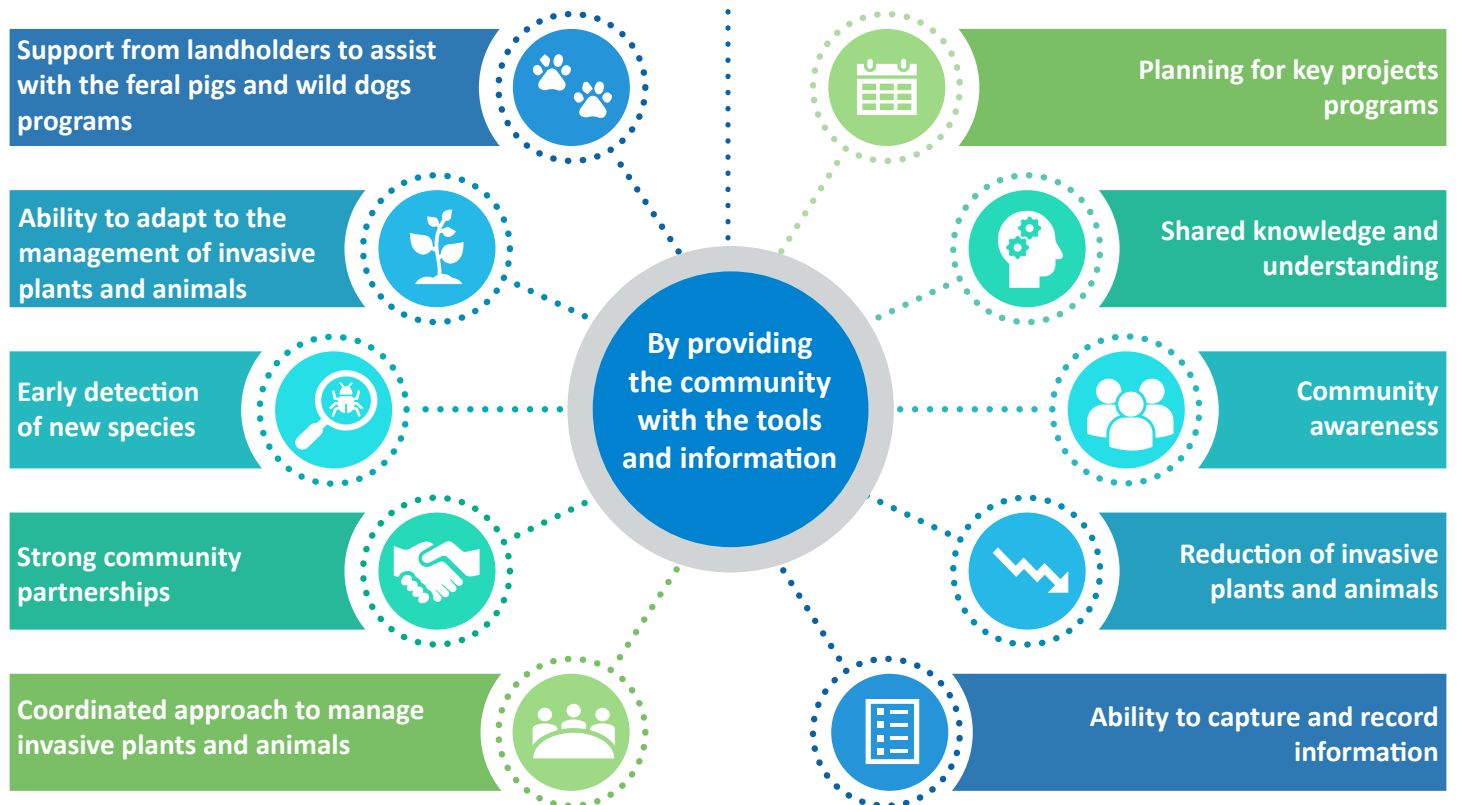 Support from landholders to assist
with the feral pigs and wild dogs
programs
Ability to adapt to the
management of invasive
plants and animals
Early detection
of new species
Strong community
partnerships
Coordinated approach to manage
invasive plants and animals
By providing
the community
with the tools
and information
Planning for key projects
programs
Shared knowledge and
understanding
Community
awareness
Reduction of invasive
plants and animals
Ability to capture and record
information